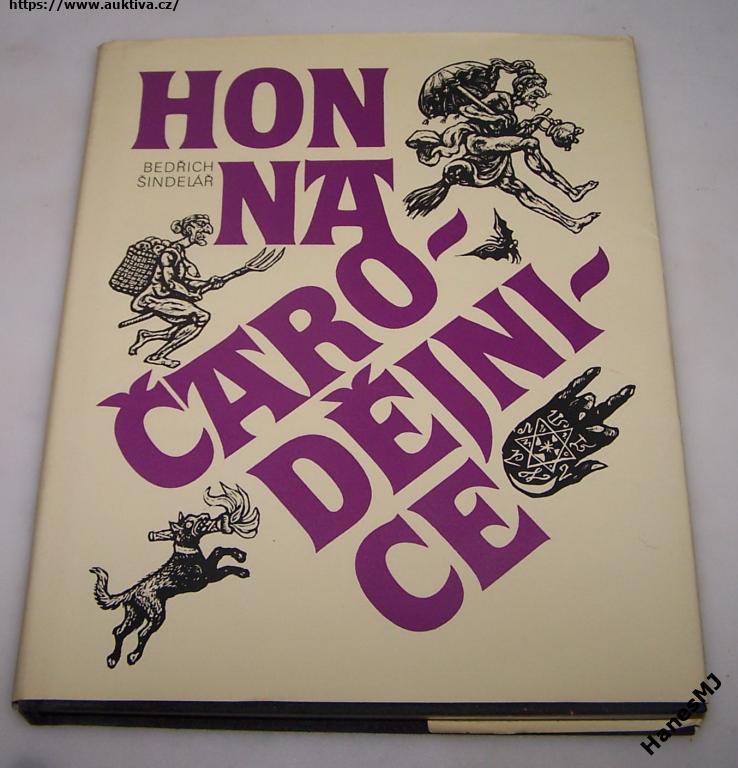 https://www.auktiva.cz/
HON
BEDŘICH
ŠINDELÁŘ
NA
ČARO-
DĚJNI-
CE
HanesMJ